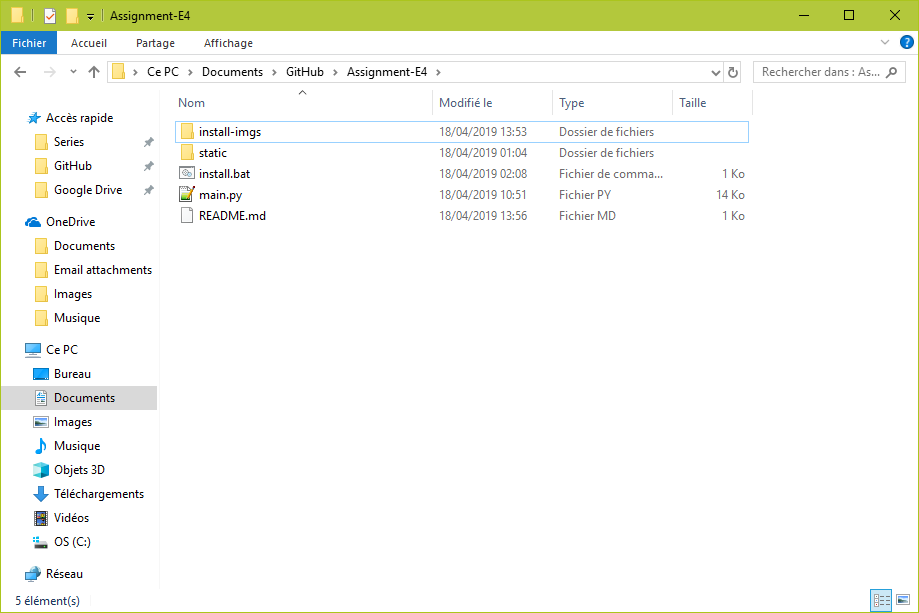 Assignment-E4
Fichier Accueil Partage Affichage
Ce PC Documents GitHub Assignment-E4 Rechercher dans : As...
Nom Modifié le Type Taille
Accès rapide
Series
GitHub
Google Drive
OneDrive
Documents
Email attachments
Images
Musique
Ce PC
Bureau
Documents
Images
Musique
Objets 3D
Téléchargements
Vidéos
OS (C:)
Réseau
install-imgs 18/04/2019 13:53 Dossier de fichiers
static 18/04/2019 01:04 Dossier de fichiers
install.bat 18/04/2019 02:08 Fichier de comma... 1 Ko
main.py 18/04/2019 10:51 Fichier PY 14 Ko
README.md 18/04/2019 13:56 Fichier MD 1 Ko
5 élément(s)